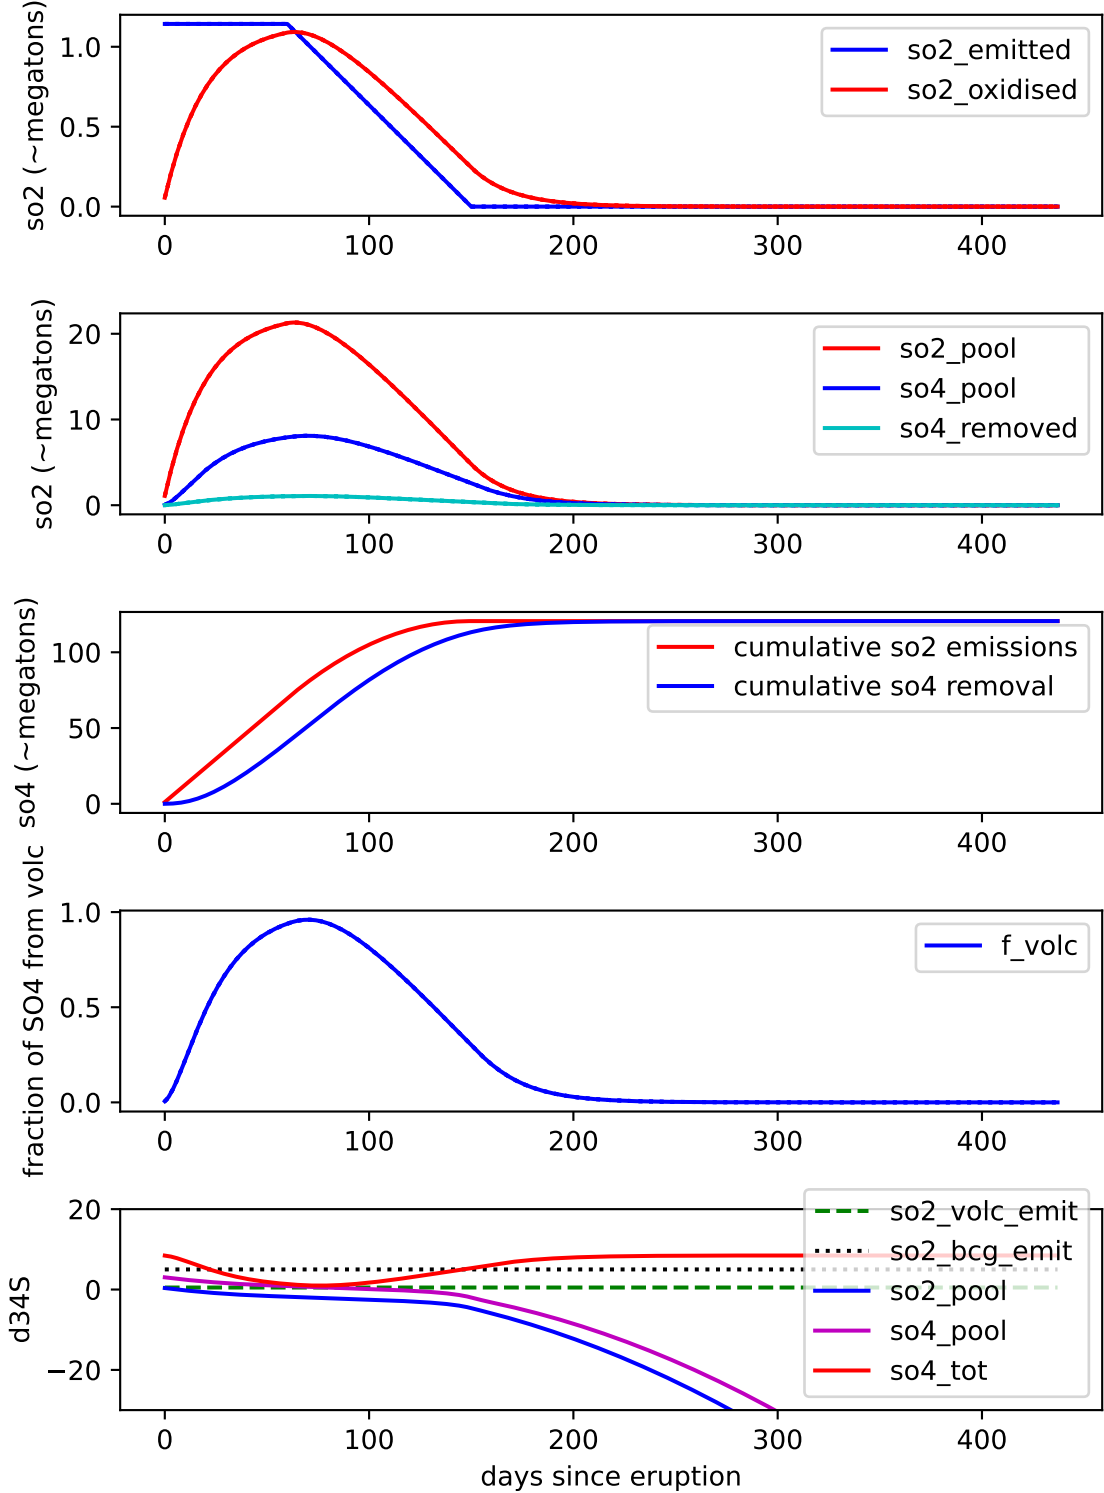 so2 (~megatons)
1.0
0.5
0.0
so2_emitted
so2_oxidised
0 100 200 300 400
so2 (~megatons)
20
10
0
so2_pool
so4_pool
so4_removed
0 100 200 300 400
so4 (~megatons)
100
50
0
cumulative so2 emissions
cumulative so4 removal
0 100 200 300 400
fraction of SO4 from volc
1.0
0.5
0.0
f_volc
0 100 200 300 400
d34S
20
0
−20
so2_volc_emit
so2_bcg_emit
so2_pool
so4_pool
so4_tot
0 100 200 300 400
days since eruption